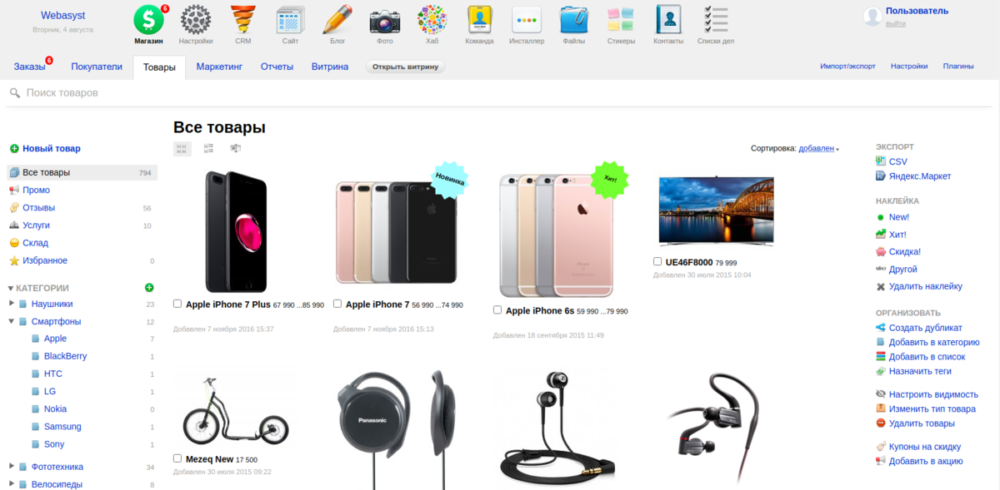 Webasyst
Вторник, 4 августа
6
Магазин
Настройки
CRM
Сайт
Блог
Фото
Хаб
Команда
Инсталлер
Файлы
Стикеры
Контакты
Списки дел
Пользователь
выйти
Заказы 6
Покупатели
Товары
Маркетинг
Отчеты
Витрина
Открыть витрину
Импорт/экспорт
Настройки
Плагины
Поиск товаров
Новый товар
Все товары 794
Промо
Отзывы 56
Услуги 10
Склад
Избранное 0
КАТЕГОРИИ
Наушники 23
Смартфоны 12
Apple 7
BlackBerry 1
HTC 1
LG 1
Nokia 0
Samsung 1
Sony 1
Фототехника 34
Велосипеды 8
Все товары
Сортировка: добавлен
Новинка
Хит!
iPhone
Apple iPhone 7 Plus 67 990 ...85 990
Добавлен 7 ноября 2016 15:37
Apple iPhone 7 56 990 ...74 990
Добавлен 7 ноября 2016 15:13
Apple iPhone 6s 59 990 ...79 990
Добавлен 18 сентября 2015 11:49
UE46F8000 79 999
Добавлен 30 июля 2015 10:04
Mezeq New 17 500
Добавлен 30 июля 2015 09:22
Panasonic
ЭКСПОРТ
CSV
Яндекс.Маркет
НАКЛЕЙКА
New!
Хит!
Скидка!
Другой
Удалить наклейку
ОРГАНИЗОВАТЬ
Создать дубликат
Добавить в категорию
Добавить в список
Назначить теги
Настроить видимость
Изменить тип товара
Удалить товары
Купоны на скидку
Добавить в акцию